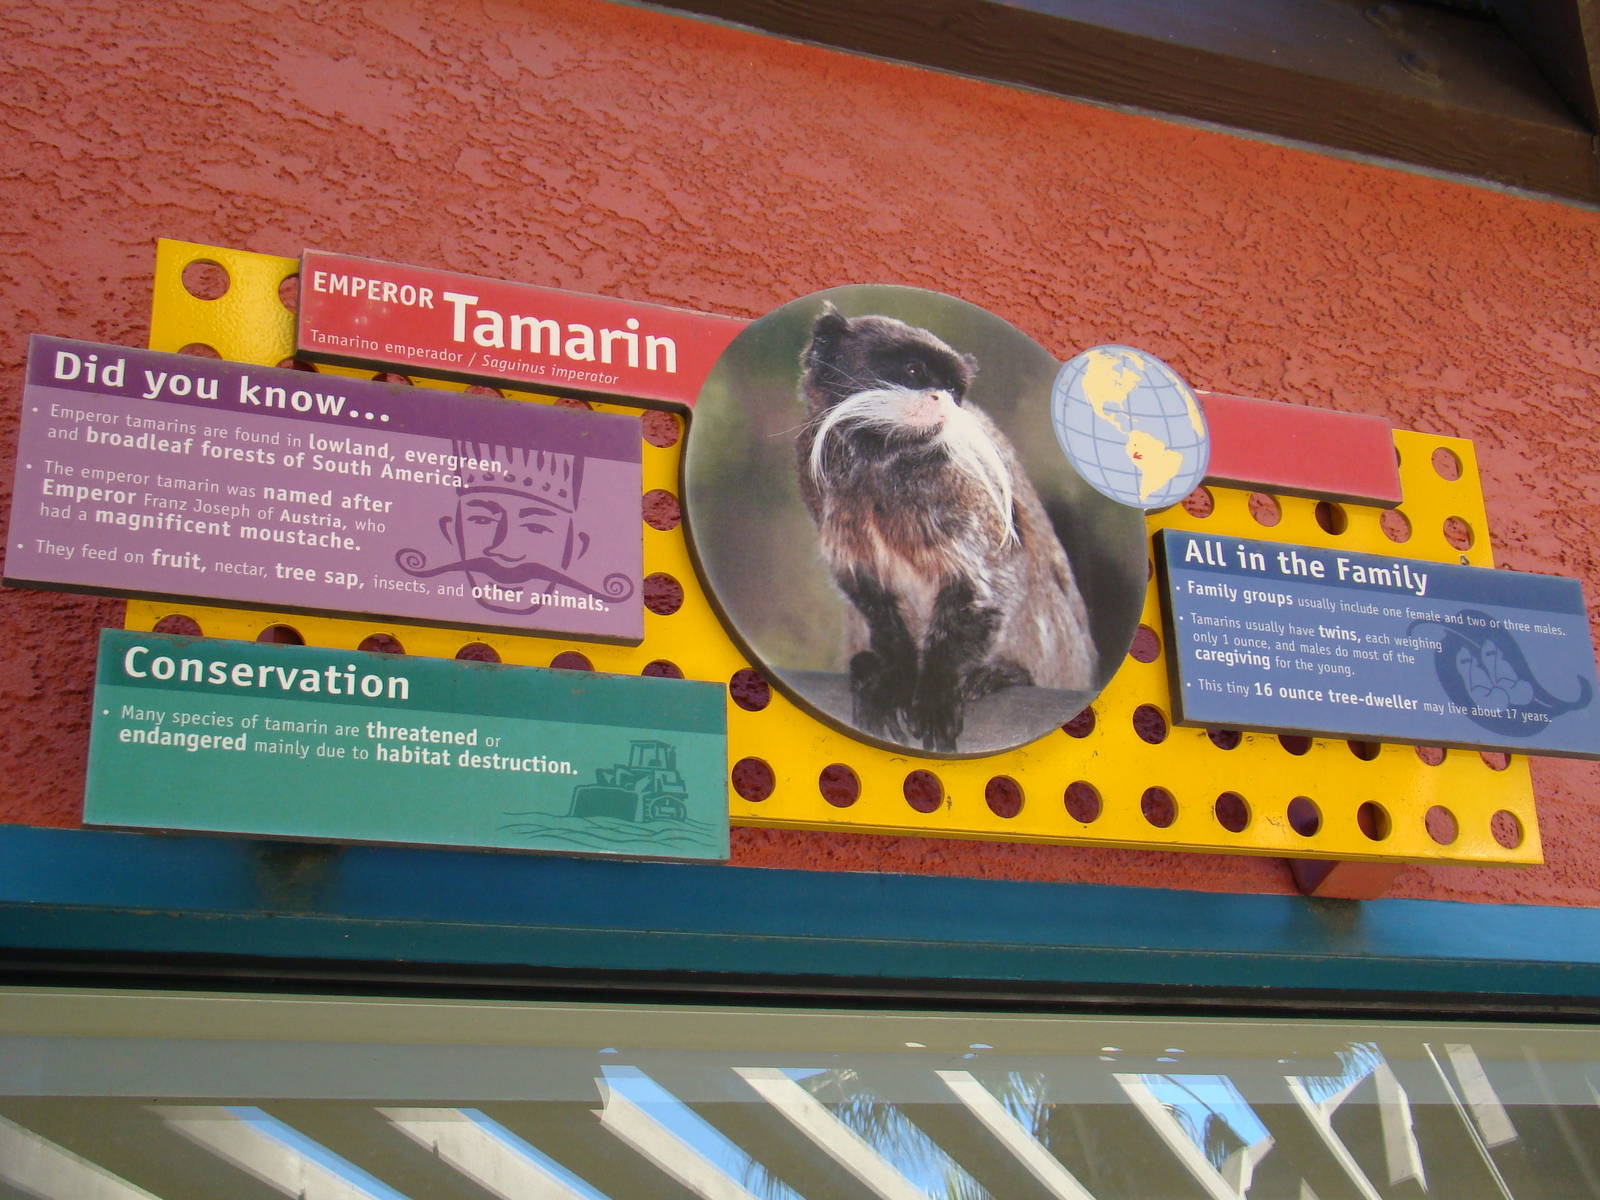 EMPEROR Tamarin
Tamarino emperador / Saguinus imperator
Did you know...
• Emperor tamarins are found in lowland, evergreen,
and broadleaf forests of South America.
• The emperor tamarin was named after
Emperor Franz Joseph of Austria, who
had a magnificent moustache.
• They feed on fruit, nectar, tree sap, insects, and other animals.
Conservation
• Many species of tamarin are threatened or
endangered mainly due to habitat destruction.
All in the Family
• Family groups usually include one female and two or three males.
• Tamarins usually have twins, each weighing
only 1 ounce, and males do most of the
caregiving for the young.
• This tiny 16 ounce tree-dweller may live about 17 years.